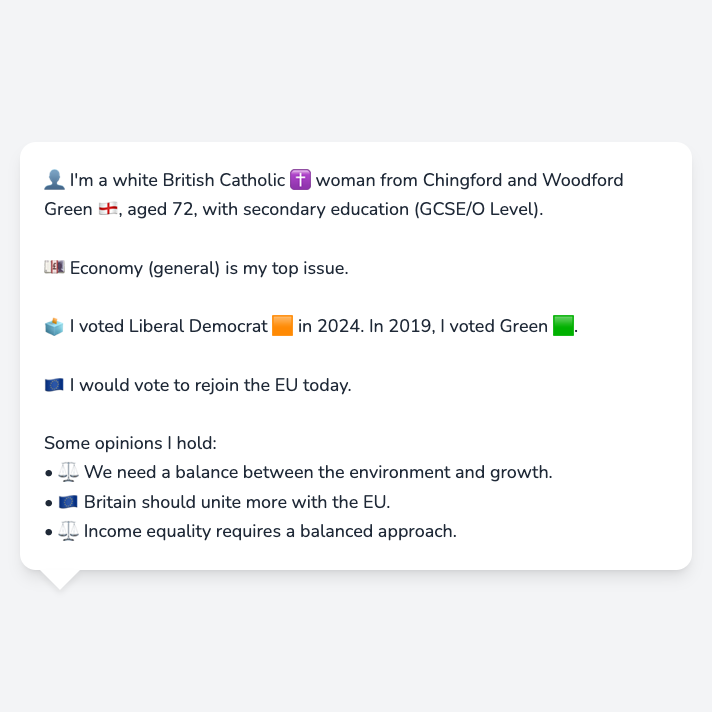 👤 I'm a white British Catholic ✝️ woman from Chingford and Woodford
Green 🏴󠁧󠁢󠁥󠁮󠁧󠁿, aged 72, with secondary education (GCSE/O Level).
💷 Economy (general) is my top issue.
🗳️ I voted Liberal Democrat 🟧 in 2024. In 2019, I voted Green 🟩.
🇪🇺 I would vote to rejoin the EU today.
Some opinions I hold:
• ⚖️ We need a balance between the environment and growth.
• 🇪🇺 Britain should unite more with the EU.
• ⚖️ Income equality requires a balanced approach.